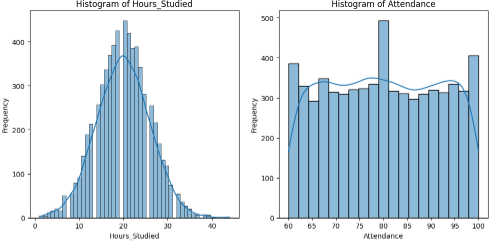 Histogram of Hours_Studied
400
300
200
100
0
Frequency
0 10 20 30 40
Hours_Studied
Histogram of Attendance
500
400
300
200
100
0
Frequency
60 65 70 75 80 85 90 95 100
Attendance